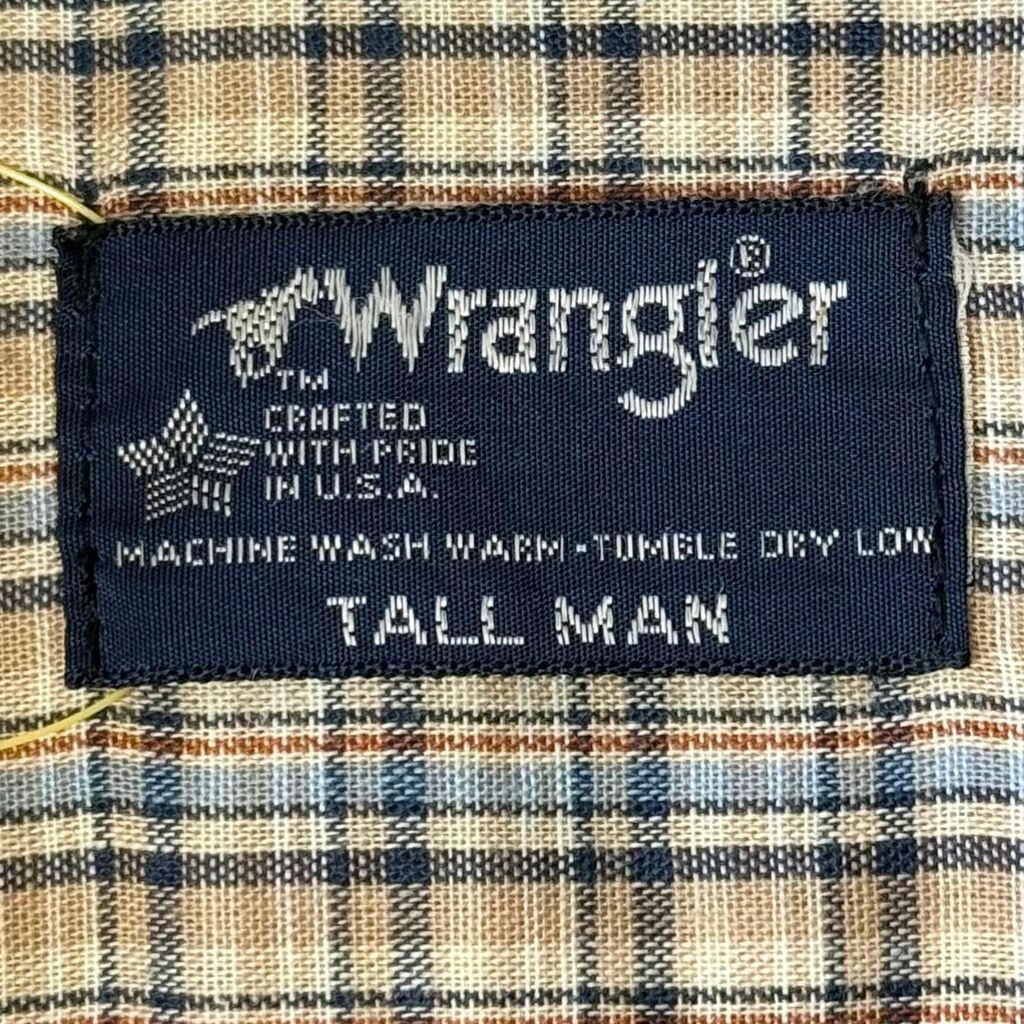 Wrangler®
TM
CRAFTED
WITH PRIDE
IN U.S.A.
MACHINE WASH WARM-TUMBLE DRY LOW
TALL MAN